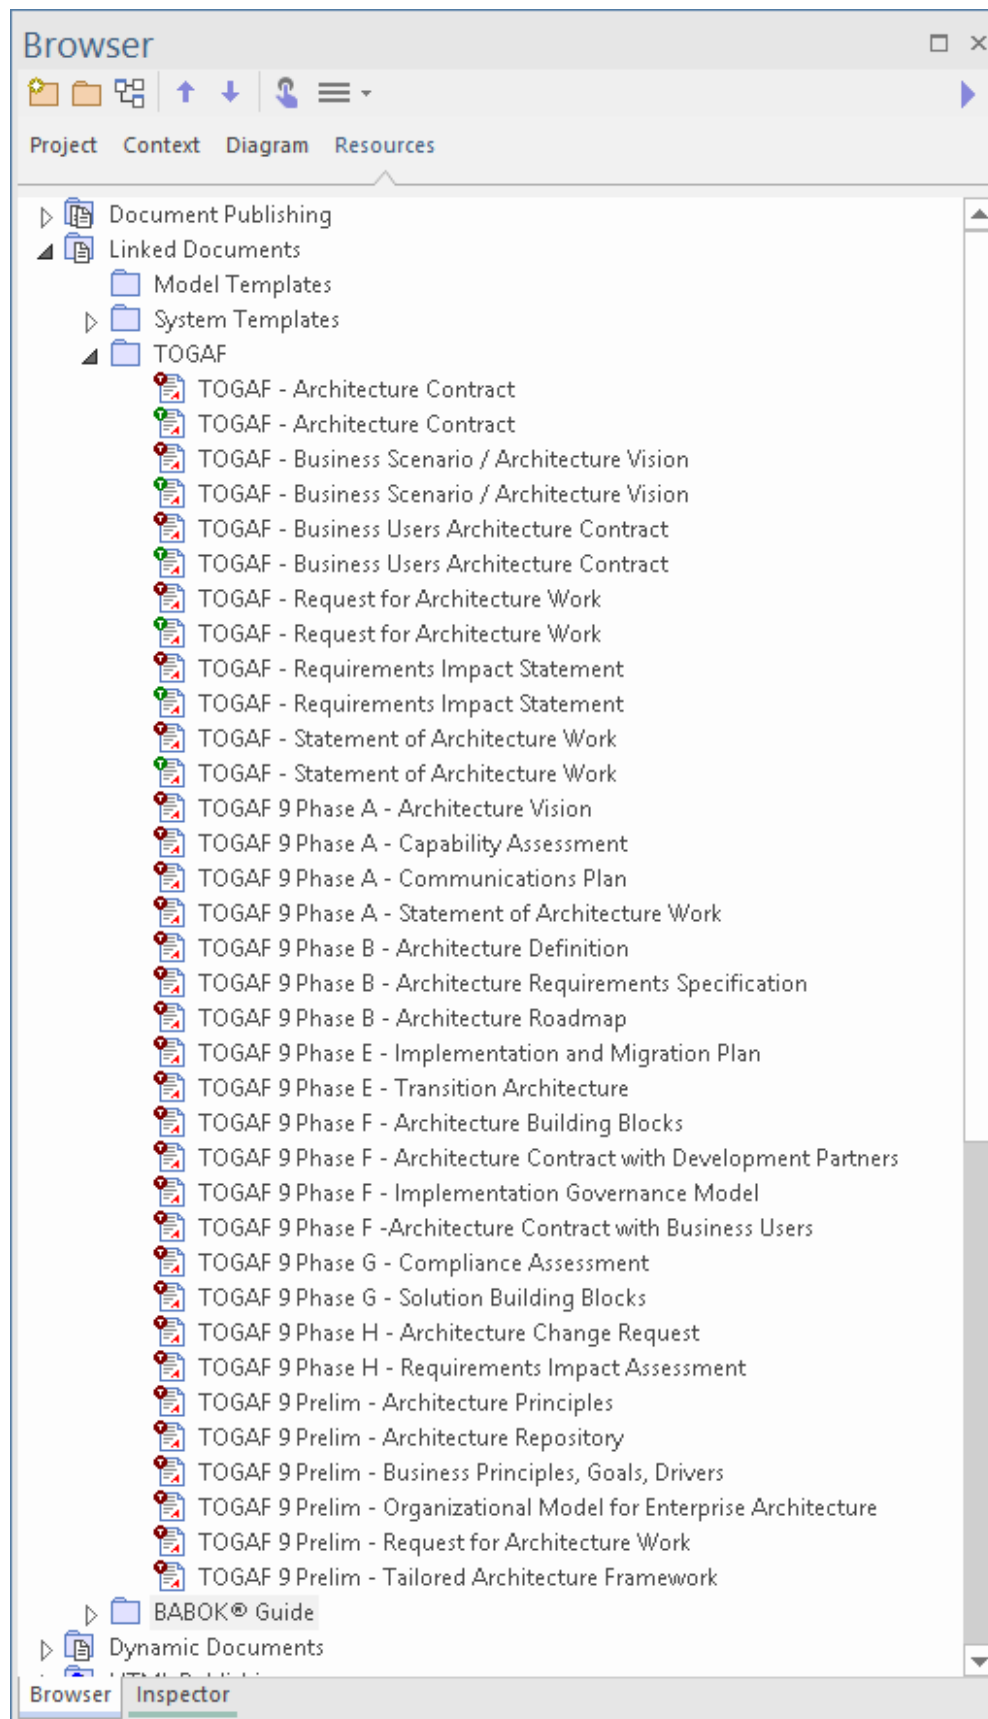 Browser
Project Context Diagram Resources
Document Publishing
Linked Documents
Model Templates
System Templates
TOGAF
TOGAF - Architecture Contract
TOGAF - Architecture Contract
TOGAF - Business Scenario / Architecture Vision
TOGAF - Business Scenario / Architecture Vision
TOGAF - Business Users Architecture Contract
TOGAF - Business Users Architecture Contract
TOGAF - Request for Architecture Work
TOGAF - Request for Architecture Work
TOGAF - Requirements Impact Statement
TOGAF - Requirements Impact Statement
TOGAF - Statement of Architecture Work
TOGAF - Statement of Architecture Work
TOGAF 9 Phase A - Architecture Vision
TOGAF 9 Phase A - Capability Assessment
TOGAF 9 Phase A - Communications Plan
TOGAF 9 Phase A - Statement of Architecture Work
TOGAF 9 Phase B - Architecture Definition
TOGAF 9 Phase B - Architecture Requirements Specification
TOGAF 9 Phase B - Architecture Roadmap
TOGAF 9 Phase E - Implementation and Migration Plan
TOGAF 9 Phase E - Transition Architecture
TOGAF 9 Phase F - Architecture Building Blocks
TOGAF 9 Phase F - Architecture Contract with Development Partners
TOGAF 9 Phase F - Implementation Governance Model
TOGAF 9 Phase F -Architecture Contract with Business Users
TOGAF 9 Phase G - Compliance Assessment
TOGAF 9 Phase G - Solution Building Blocks
TOGAF 9 Phase H - Architecture Change Request
TOGAF 9 Phase H - Requirements Impact Assessment
TOGAF 9 Prelim - Architecture Principles
TOGAF 9 Prelim - Architecture Repository
TOGAF 9 Prelim - Business Principles, Goals, Drivers
TOGAF 9 Prelim - Organizational Model for Enterprise Architecture
TOGAF 9 Prelim - Request for Architecture Work
TOGAF 9 Prelim - Tailored Architecture Framework
BABOK® Guide
Dynamic Documents
Browser Inspector